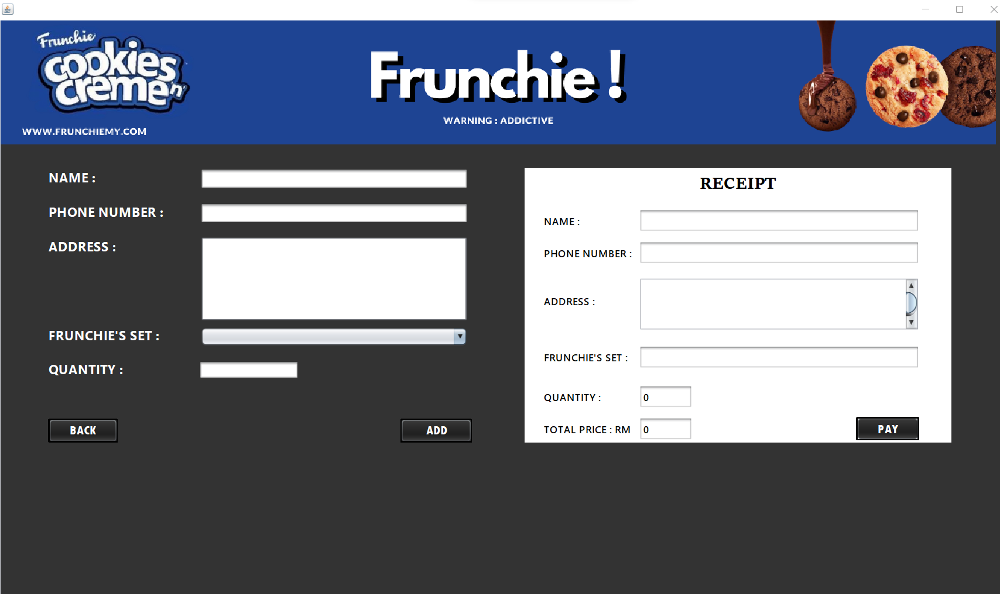 Frunchie
cookies
'n'
creme
WWW.FRUNCHIEMY.COM
Frunchie !
WARNING : ADDICTIVE
NAME :
PHONE NUMBER :
ADDRESS :
FRUNCHIE'S SET :
QUANTITY :
BACK
ADD
RECEIPT
NAME :
PHONE NUMBER :
ADDRESS :
FRUNCHIE'S SET :
QUANTITY : 0
TOTAL PRICE : RM 0
PAY